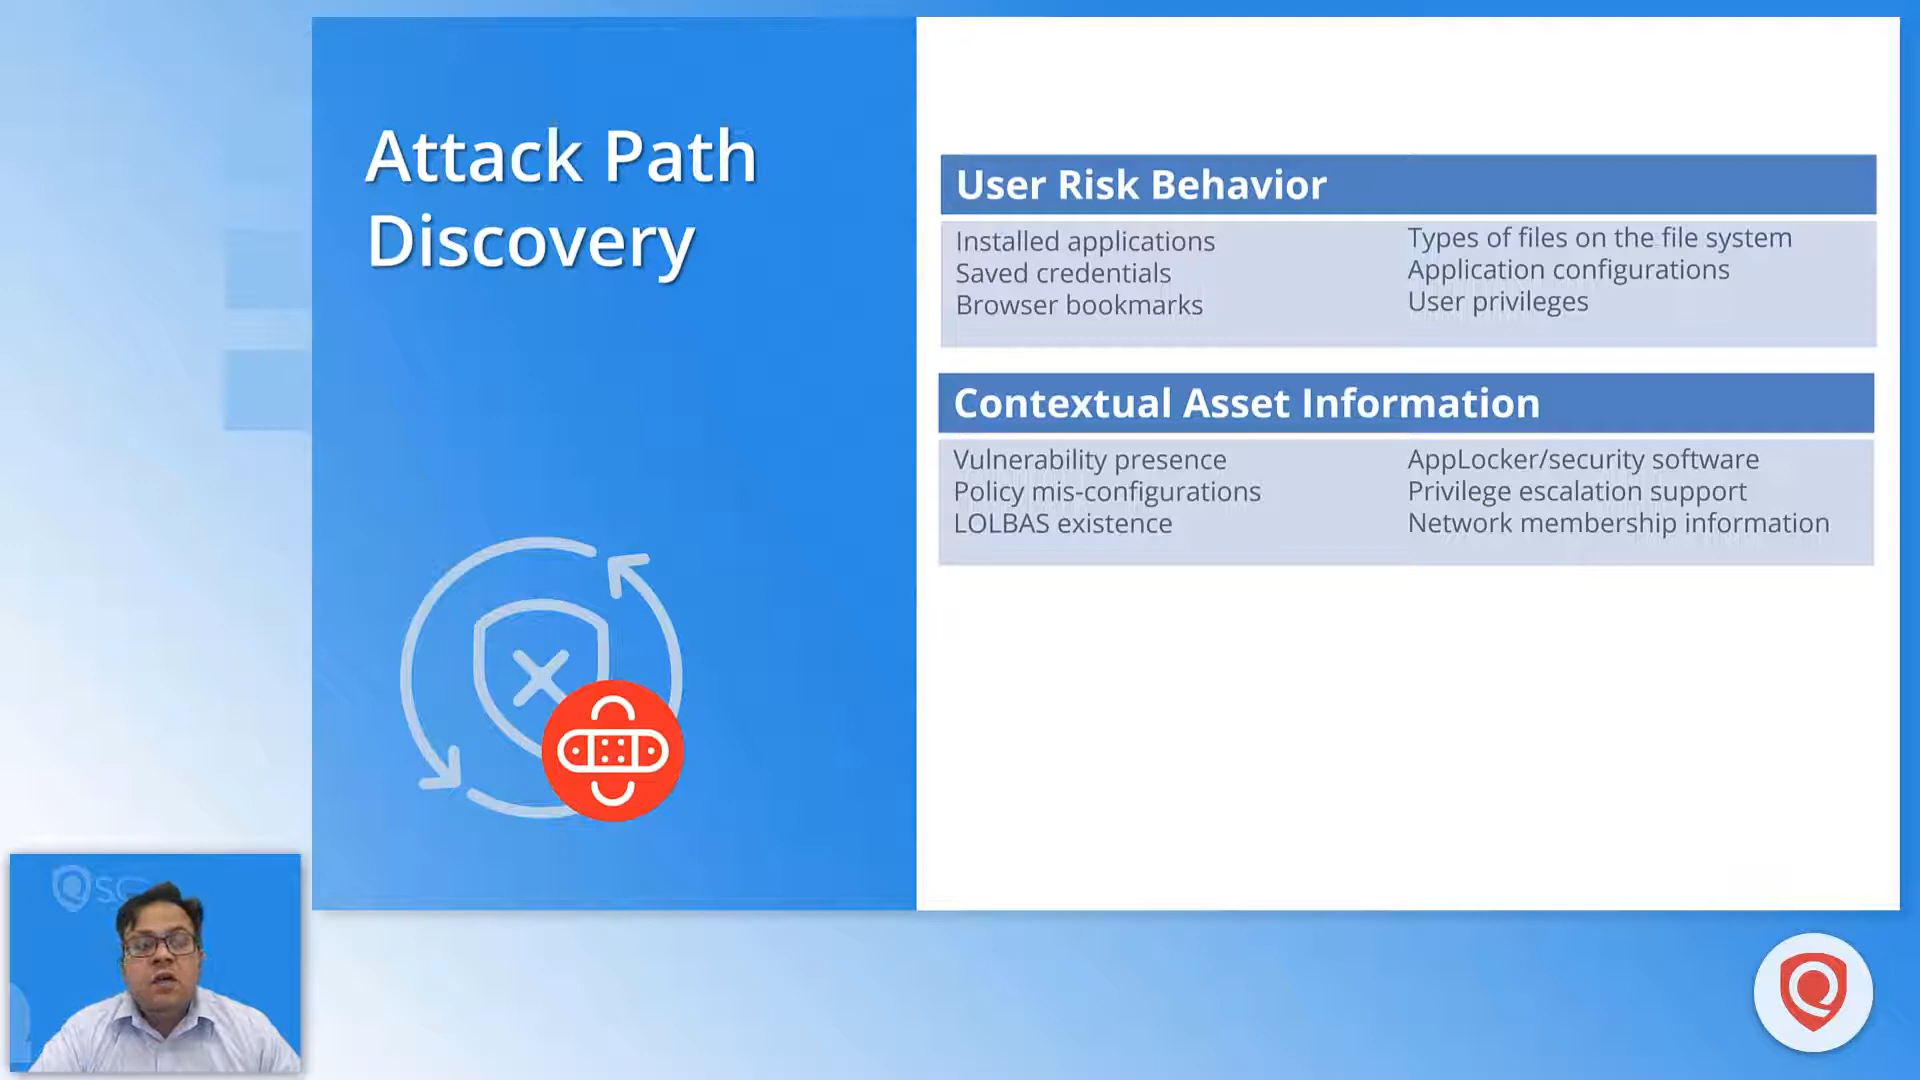 Attack Path
Discovery
User Risk Behavior
Installed applications
Saved credentials
Browser bookmarks
Types of files on the file system
Application configurations
User privileges
Contextual Asset Information
Vulnerability presence
Policy mis-configurations
LOLBAS existence
AppLocker/security software
Privilege escalation support
Network membership information